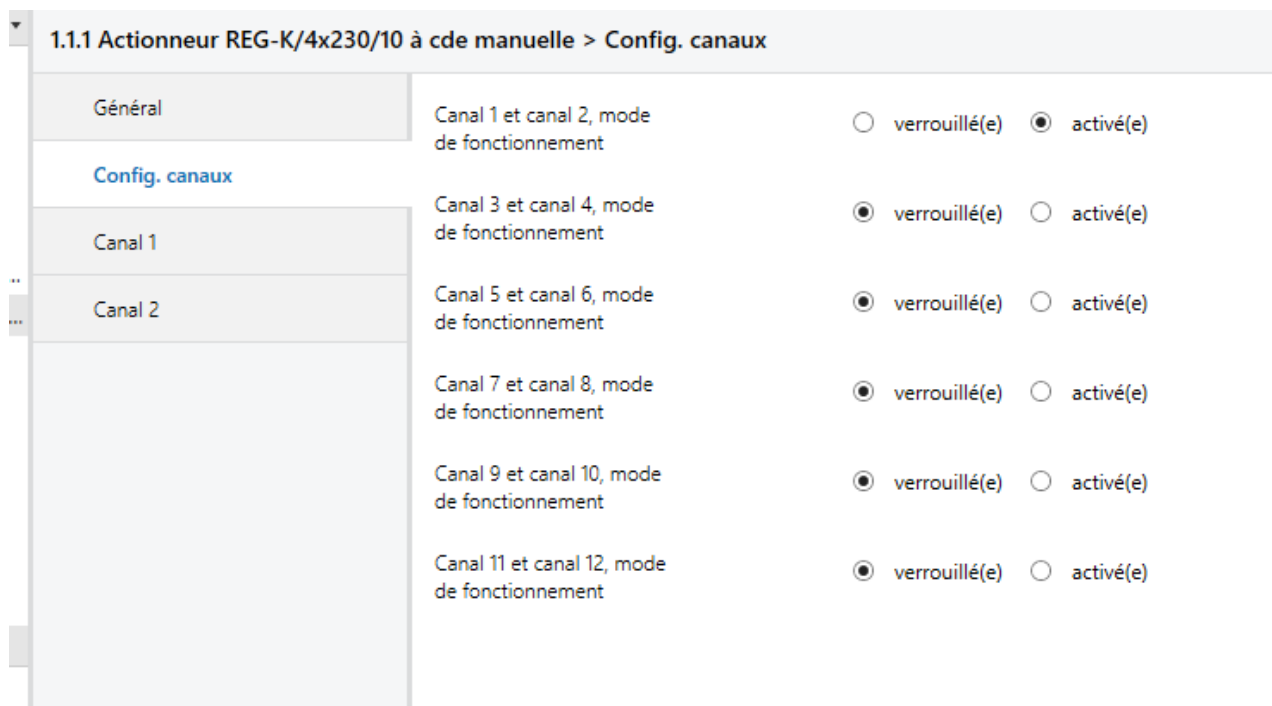 1.1.1 Actionneur REG-K/4x230/10 à cde manuelle > Config. canaux
Général
Config. canaux
Canal 1
Canal 2
Canal 1 et canal 2, mode
de fonctionnement
verrouillé(e) activé(e)
Canal 3 et canal 4, mode
de fonctionnement
verrouillé(e) activé(e)
Canal 5 et canal 6, mode
de fonctionnement
verrouillé(e) activé(e)
Canal 7 et canal 8, mode
de fonctionnement
verrouillé(e) activé(e)
Canal 9 et canal 10, mode
de fonctionnement
verrouillé(e) activé(e)
Canal 11 et canal 12, mode
de fonctionnement
verrouillé(e) activé(e)